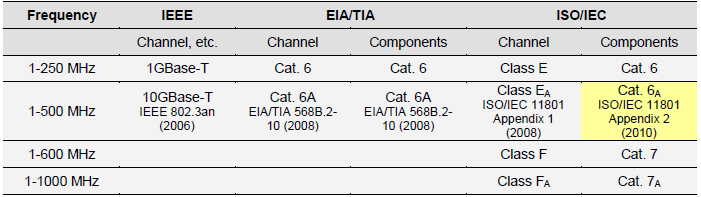 Frequency IEEE EIA/TIA ISO/IEC
Channel, etc. Channel Components Channel Components
1-250 MHz 1GBase-T Cat. 6 Cat. 6 Class E Cat. 6
1-500 MHz 10GBase-T IEEE 802.3an (2006) Cat. 6A EIA/TIA 568B.2-10 (2008) Cat. 6A EIA/TIA 568B.2-10 (2008) Class EA ISO/IEC 11801 Appendix 1 (2008) Cat. 6A ISO/IEC 11801 Appendix 2 (2010)
1-600 MHz Class F Cat. 7
1-1000 MHz Class FA Cat. 7A